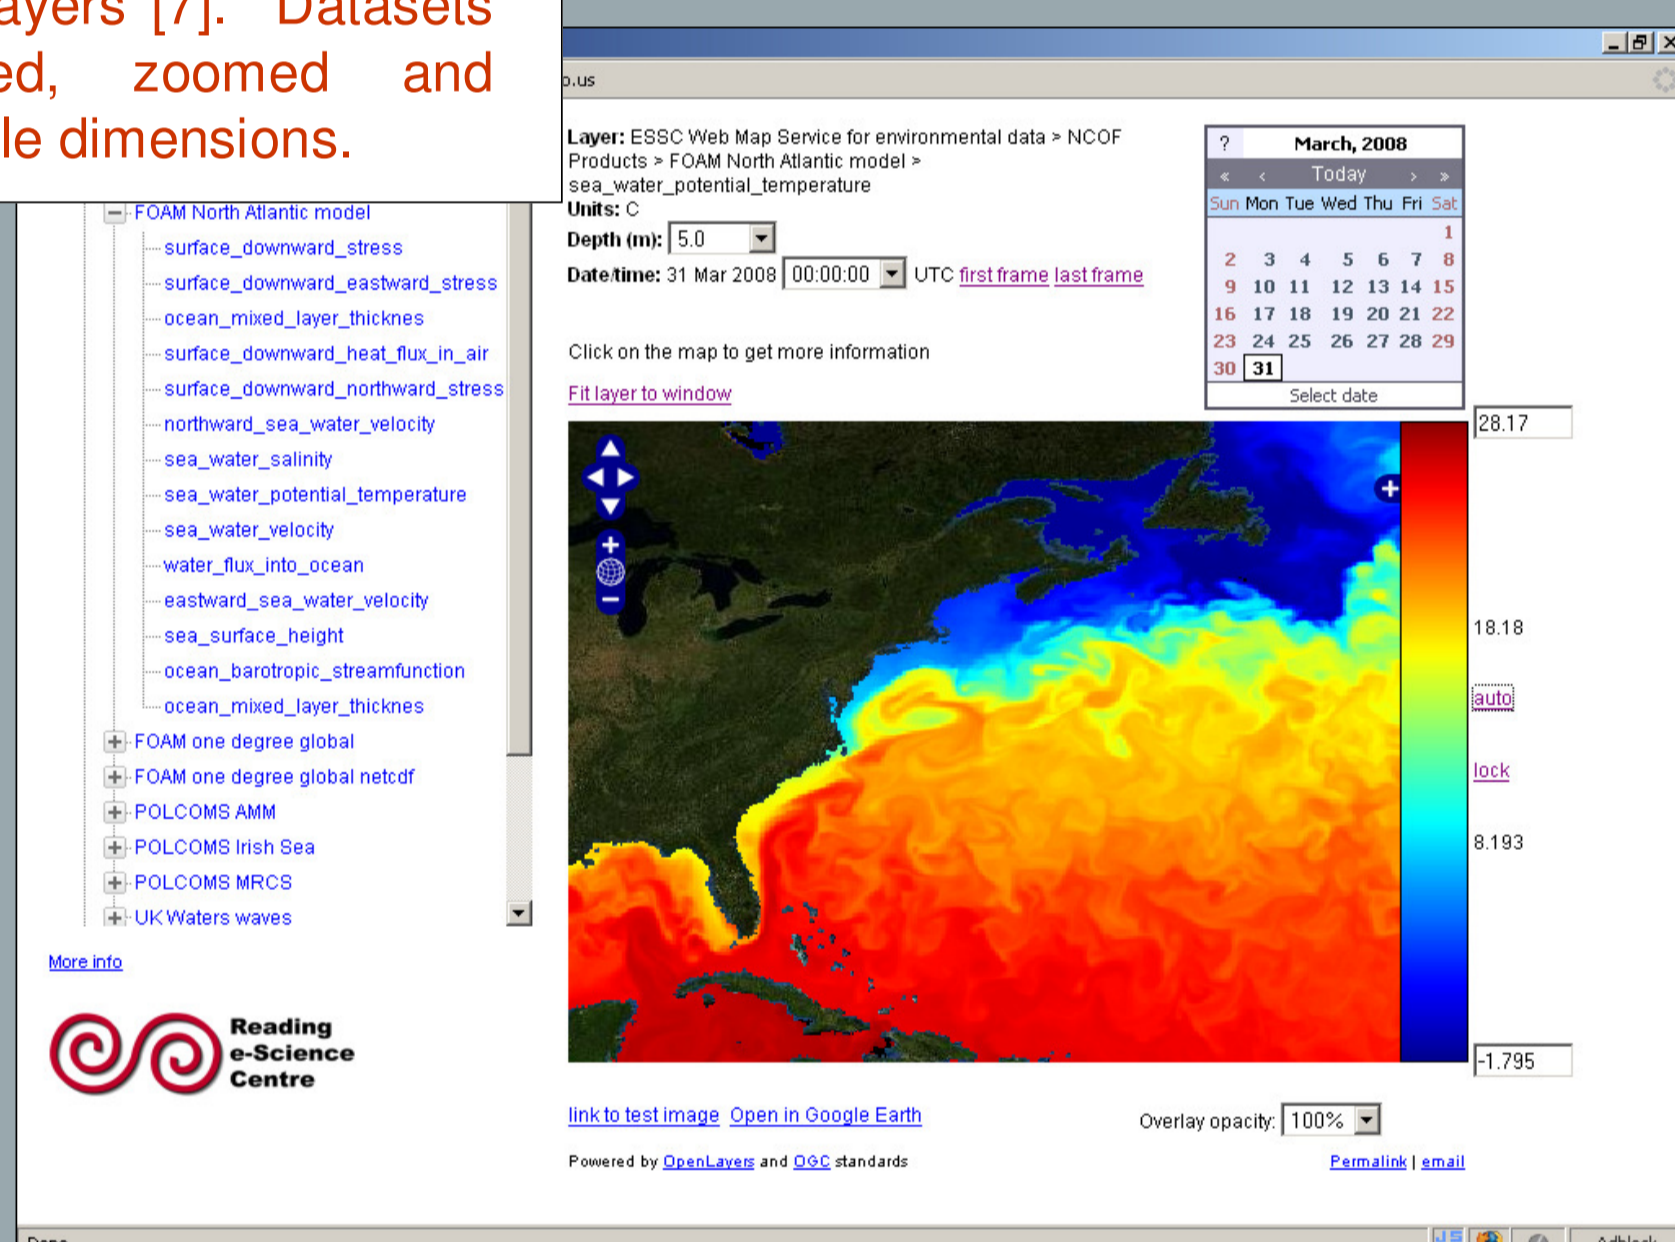 [7]. Datasets
zoomed and
dimensions.
.us
Layer: ESSC Web Map Service for environmental data > NCOF
Products > FOAM North Atlantic model >
sea_water_potential_temperature
Units: C
Depth (m): 5.0
Date/time: 31 Mar 2008 00:00:00 UTC first frame last frame
Click on the map to get more information
Fit layer to window
? March, 2008
« ‹ Today › »
Sun Mon Tue Wed Thu Fri Sat
1
2 3 4 5 6 7 8
9 10 11 12 13 14 15
16 17 18 19 20 21 22
23 24 25 26 27 28 29
30 31
Select date
FOAM North Atlantic model
surface_downward_stress
surface_downward_eastward_stress
ocean_mixed_layer_thicknes
surface_downward_heat_flux_in_air
surface_downward_northward_stress
northward_sea_water_velocity
sea_water_salinity
sea_water_potential_temperature
sea_water_velocity
water_flux_into_ocean
eastward_sea_water_velocity
sea_surface_height
ocean_barotropic_streamfunction
ocean_mixed_layer_thicknes
FOAM one degree global
FOAM one degree global netcdf
POLCOMS AMM
POLCOMS Irish Sea
POLCOMS MRCS
UK Waters waves
More info
Reading
e-Science
Centre
28.17
18.18
auto
lock
8.193
-1.795
link to test image Open in Google Earth
Overlay opacity: 100%
Powered by OpenLayers and OGC standards
Permalink | email